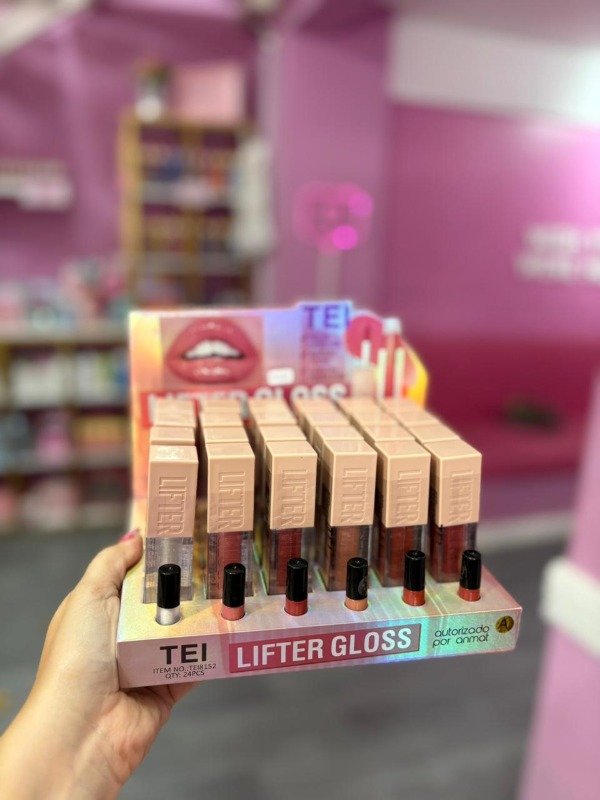 TEI
LIFTER GLOSS
LIFTER
LIFTER
LIFTER
LIFTER
LIFTER
LIFTER
TEI
ITEM NO.:TEI8152
QTY: 24PCS
LIFTER GLOSS
autorizado
por anmat
A